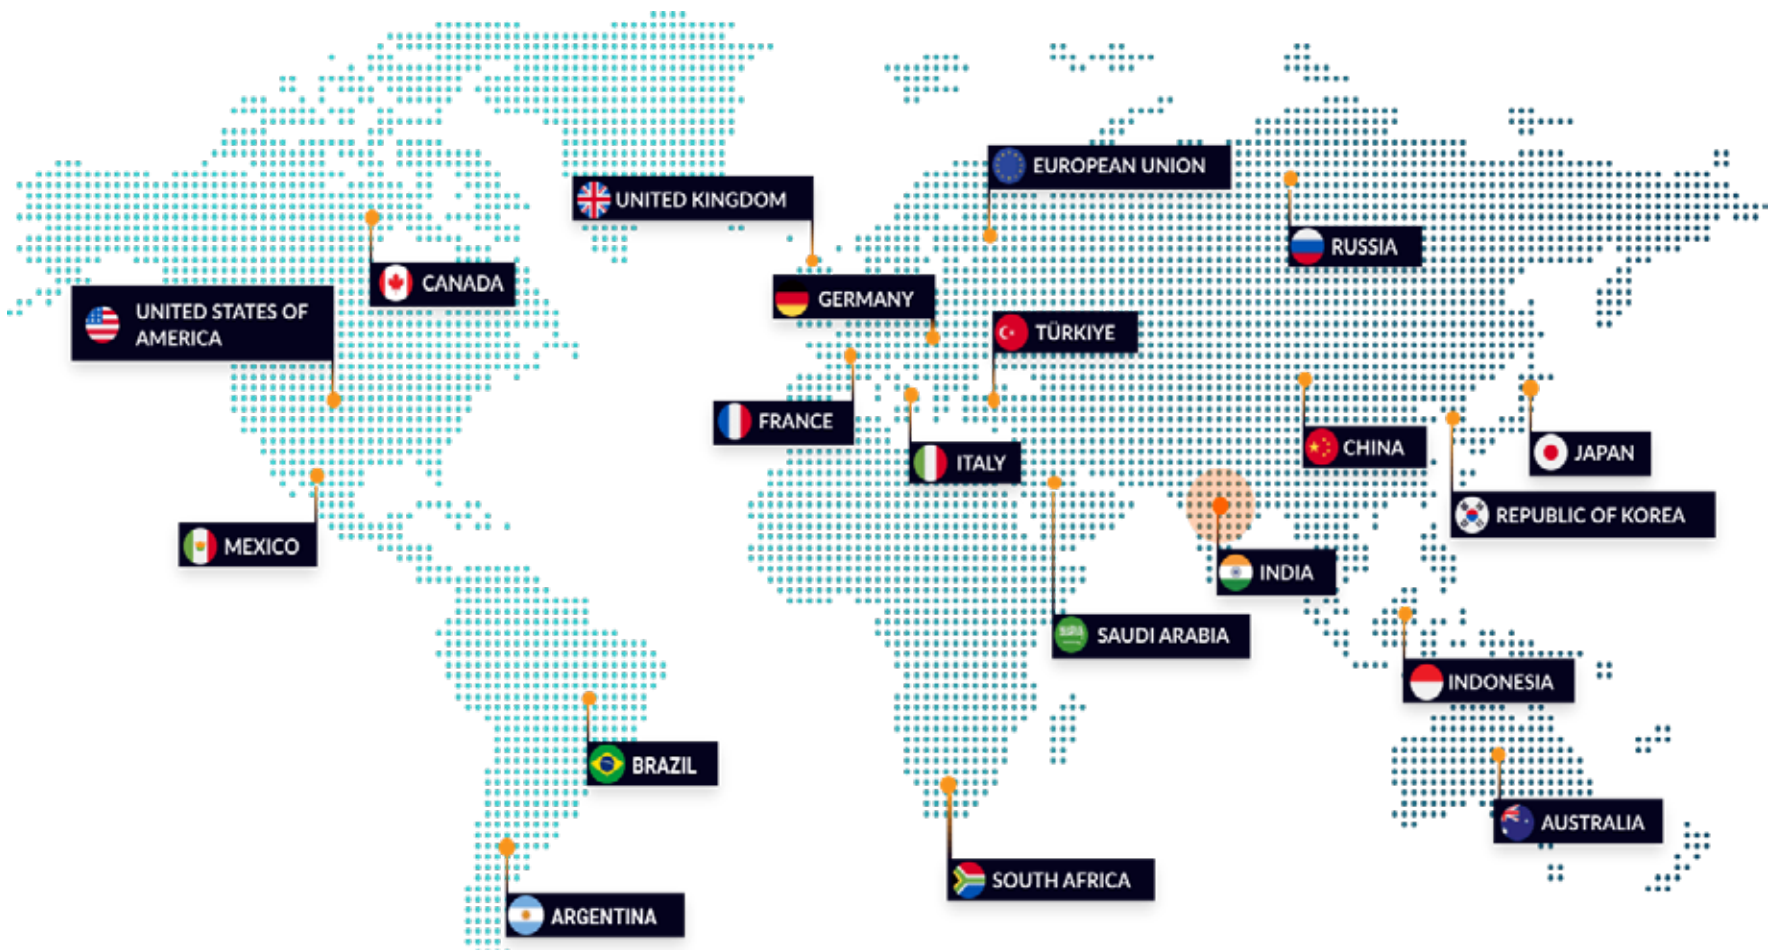 EUROPEAN UNION
UNITED KINGDOM
RUSSIA
CANADA
GERMANY
UNITED STATES OF
AMERICA
TÜRKIYE
FRANCE
CHINA
JAPAN
ITALY
REPUBLIC OF KOREA
MEXICO
INDIA
SAUDI ARABIA
INDONESIA
BRAZIL
AUSTRALIA
SOUTH AFRICA
ARGENTINA